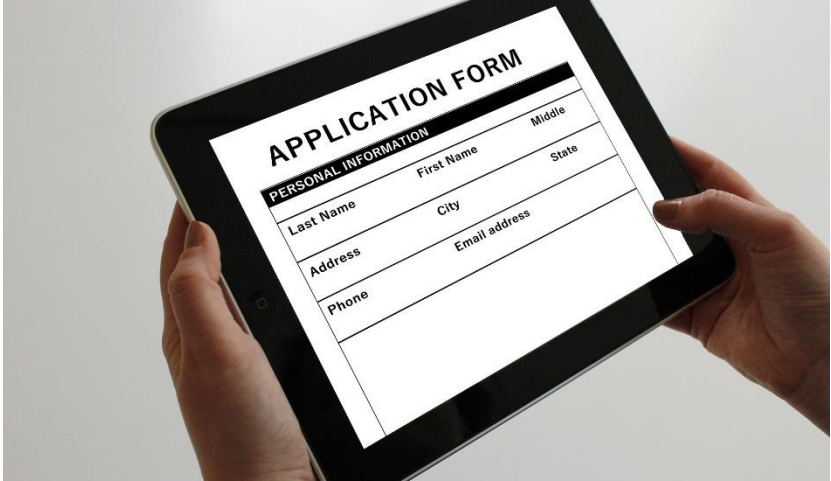 APPLICATION FORM
PERSONAL INFORMATION
Last Name First Name Middle
Address City State
Phone Email address